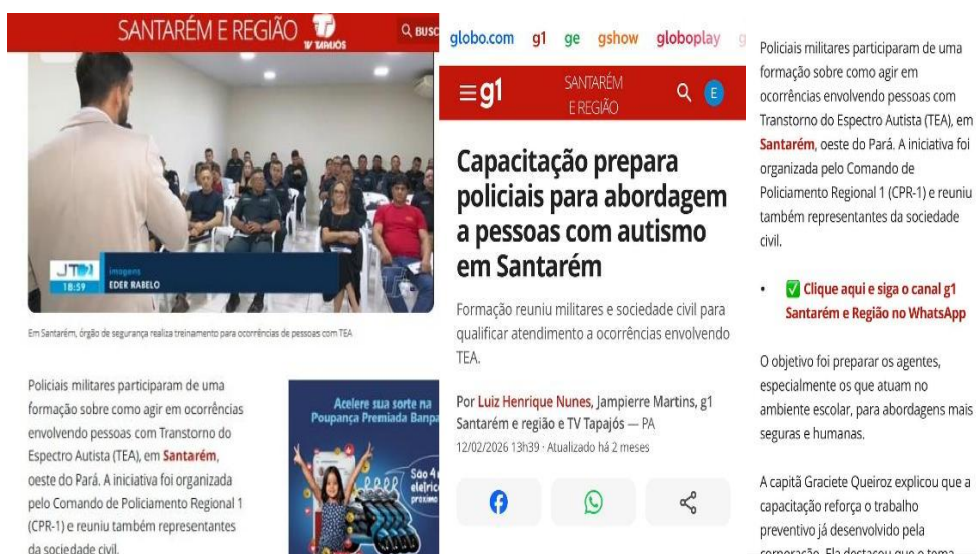 SANTARÉM E REGIÃO
TV TAPAJÓS
BUSC
JT
18:59
imagens
EDER RABELO
Em Santarém, órgão de segurança realiza treinamento para ocorrências de pessoas com TEA
Policiais militares participaram de uma
formação sobre como agir em ocorrências
envolvendo pessoas com Transtorno do
Espectro Autista (TEA), em Santarém,
oeste do Pará. A iniciativa foi organizada
pelo Comando de Policiamento Regional 1
(CPR-1) e reuniu também representantes
da sociedade civil.
Acelere sua sorte na
Poupança Premiada Banpa
São 4
elétric
próximo
globo.com g1 ge gshow globoplay g
g1
SANTARÉM
E REGIÃO
E
Capacitação prepara
policiais para abordagem
a pessoas com autismo
em Santarém
Formação reuniu militares e sociedade civil para
qualificar atendimento a ocorrências envolvendo
TEA.
Por Luiz Henrique Nunes, Jampierre Martins, g1
Santarém e região e TV Tapajós — PA
12/02/2026 13h39 · Atualizado há 2 meses
Policiais militares participaram de uma
formação sobre como agir em
ocorrências envolvendo pessoas com
Transtorno do Espectro Autista (TEA), em
Santarém, oeste do Pará. A iniciativa foi
organizada pelo Comando de
Policiamento Regional 1 (CPR-1) e reuniu
também representantes da sociedade
civil.
• ✅ Clique aqui e siga o canal g1
Santarém e Região no WhatsApp
O objetivo foi preparar os agentes,
especialmente os que atuam no
ambiente escolar, para abordagens mais
seguras e humanas.
A capitã Graciete Queiroz explicou que a
capacitação reforça o trabalho
preventivo já desenvolvido pela
corporação. Ela destacou que o tema